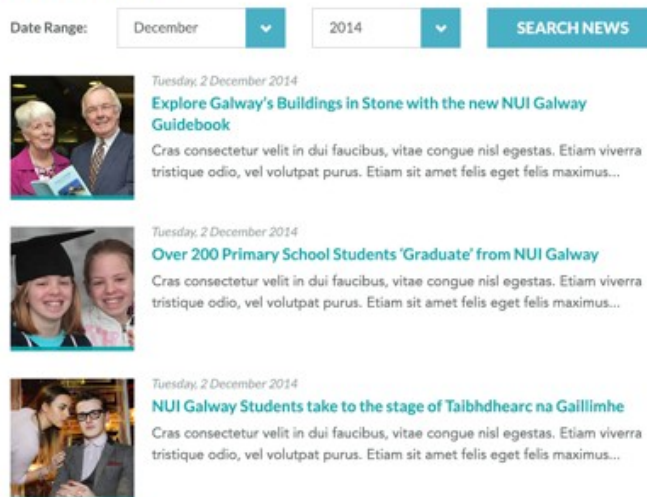 Date Range: December 2014 SEARCH NEWS
Tuesday, 2 December 2014
Explore Galway's Buildings in Stone with the new NUI Galway
Guidebook
Cras consectetur velit in dui faucibus, vitae congue nisl egestas. Etiam viverra
tristique odio, vel volutpat purus. Etiam sit amet felis eget felis maximus...
Tuesday, 2 December 2014
Over 200 Primary School Students 'Graduate' from NUI Galway
Cras consectetur velit in dui faucibus, vitae congue nisl egestas. Etiam viverra
tristique odio, vel volutpat purus. Etiam sit amet felis eget felis maximus...
Tuesday, 2 December 2014
NUI Galway Students take to the stage of Taibhdhearc na Gaillimhe
Cras consectetur velit in dui faucibus, vitae congue nisl egestas. Etiam viverra
tristique odio, vel volutpat purus. Etiam sit amet felis eget felis maximus...